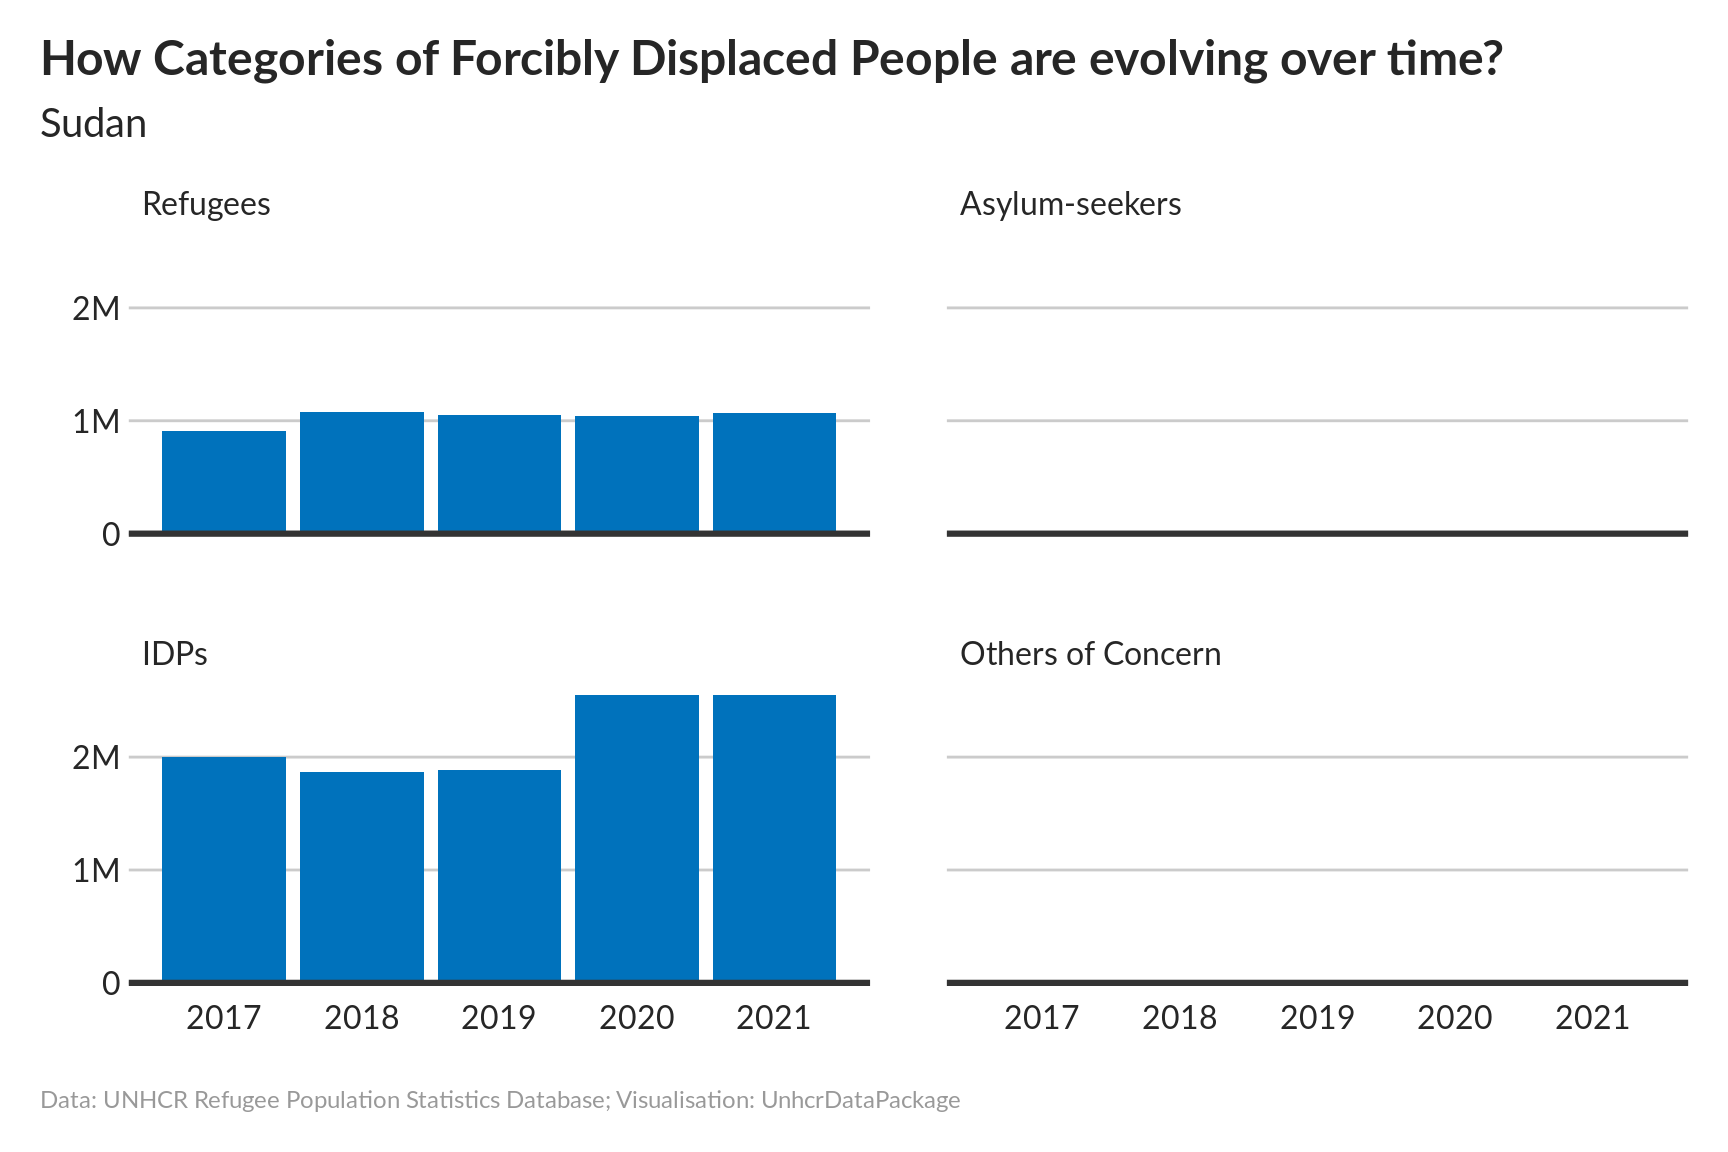 How Categories of Forcibly Displaced People are evolving over time?
Sudan
Refugees
Asylum-seekers
2M
1M
0
IDPs
Others of Concern
2M
1M
0
2017 2018 2019 2020 2021
2017 2018 2019 2020 2021
Data: UNHCR Refugee Population Statistics Database; Visualisation: UnhcrDataPackage